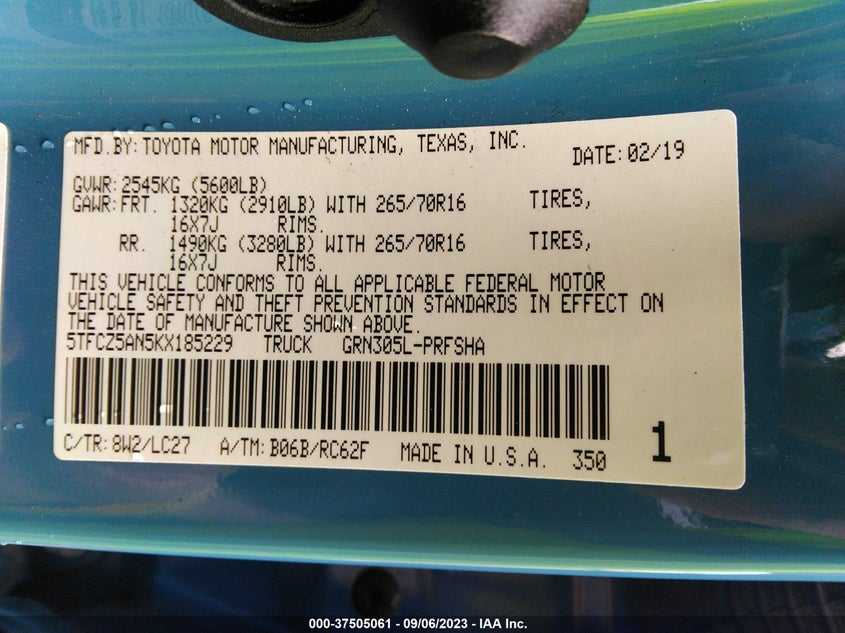 MFD.BY:TOYOTA MOTOR MANUFACTURING, TEXAS, INC. DATE:02/19
GVWR:2545KG (5600LB)
GAWR:FRT. 1320KG (2910LB) WITH 265/70R16 TIRES,
16X7J RIMS.
RR. 1490KG (3280LB) WITH 265/70R16 TIRES,
16X7J RIMS.
THIS VEHICLE CONFORMS TO ALL APPLICABLE FEDERAL MOTOR
VEHICLE SAFETY AND THEFT PREVENTION STANDARDS IN EFFECT ON
THE DATE OF MANUFACTURE SHOWN ABOVE.
5TFCZ5AN5KX185229 TRUCK GRN305L-PRFSHA
C/TR:8W2/LC27 A/TM:B06B/RC62F MADE IN U.S.A. 350 1
000-37505061 - 09/06/2023 - IAA Inc.